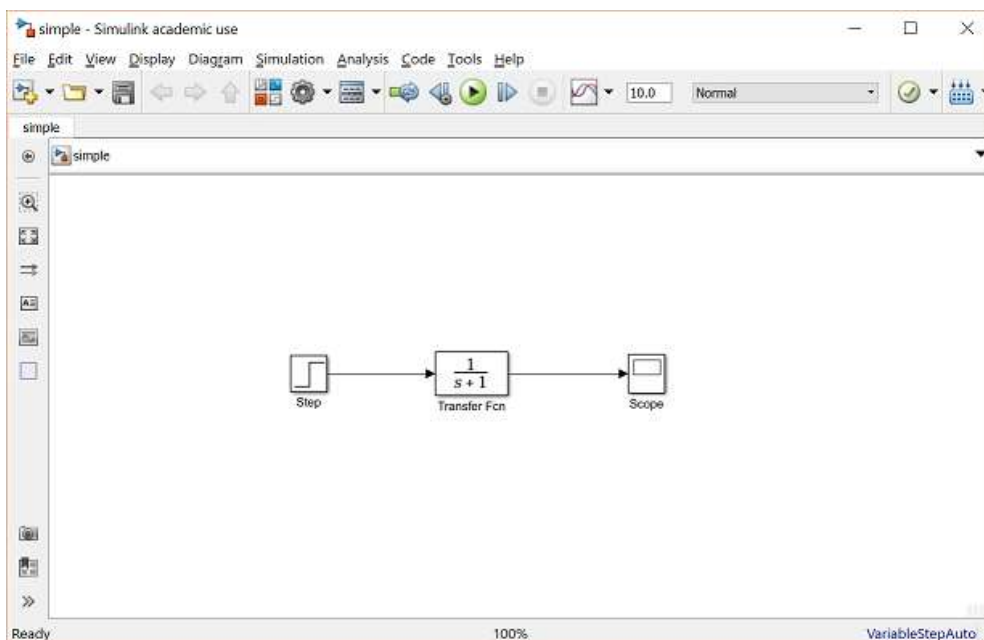 simple - Simulink academic use
File Edit View Display Diagram Simulation Analysis Code Tools Help
10.0 Normal
simple
simple
1
s + 1
Step Transfer Fcn Scope
Ready 100% VariableStepAuto